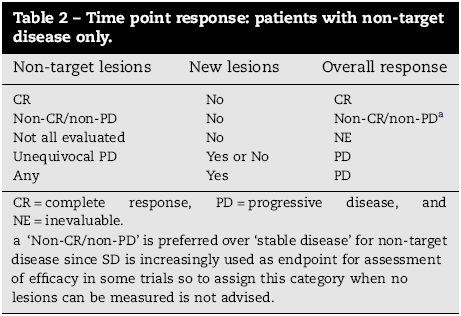 Table 2 – Time point response: patients with non-target
disease only.
Non-target lesions New lesions Overall response
CR No CR
Non-CR/non-PD No Non-CR/non-PDa
Not all evaluated No NE
Unequivocal PD Yes or No PD
Any Yes PD
CR = complete response, PD = progressive disease, and
NE = inevaluable.
a 'Non-CR/non-PD' is preferred over 'stable disease' for non-target
disease since SD is increasingly used as endpoint for assessment
of efficacy in some trials so to assign this category when no
lesions can be measured is not advised.